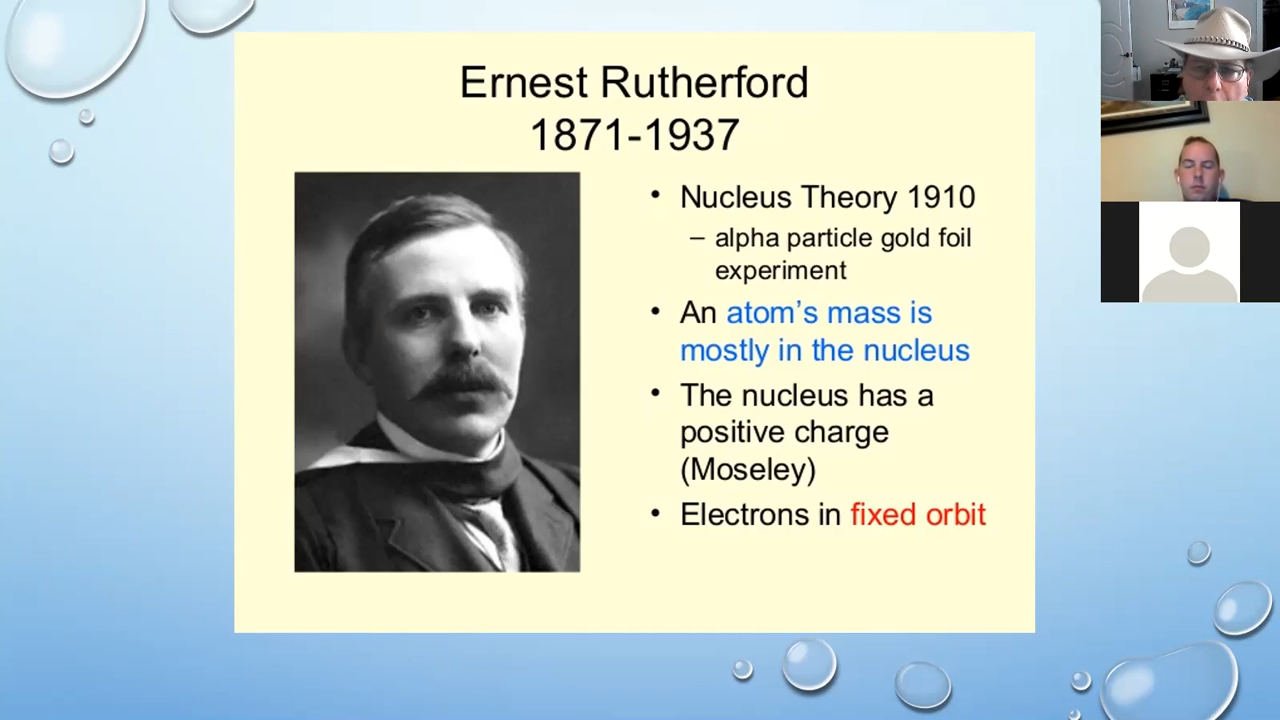 Ernest Rutherford
1871-1937
• Nucleus Theory 1910
– alpha particle gold foil
experiment
• An atom’s mass is
mostly in the nucleus
• The nucleus has a
positive charge
(Moseley)
• Electrons in fixed orbit